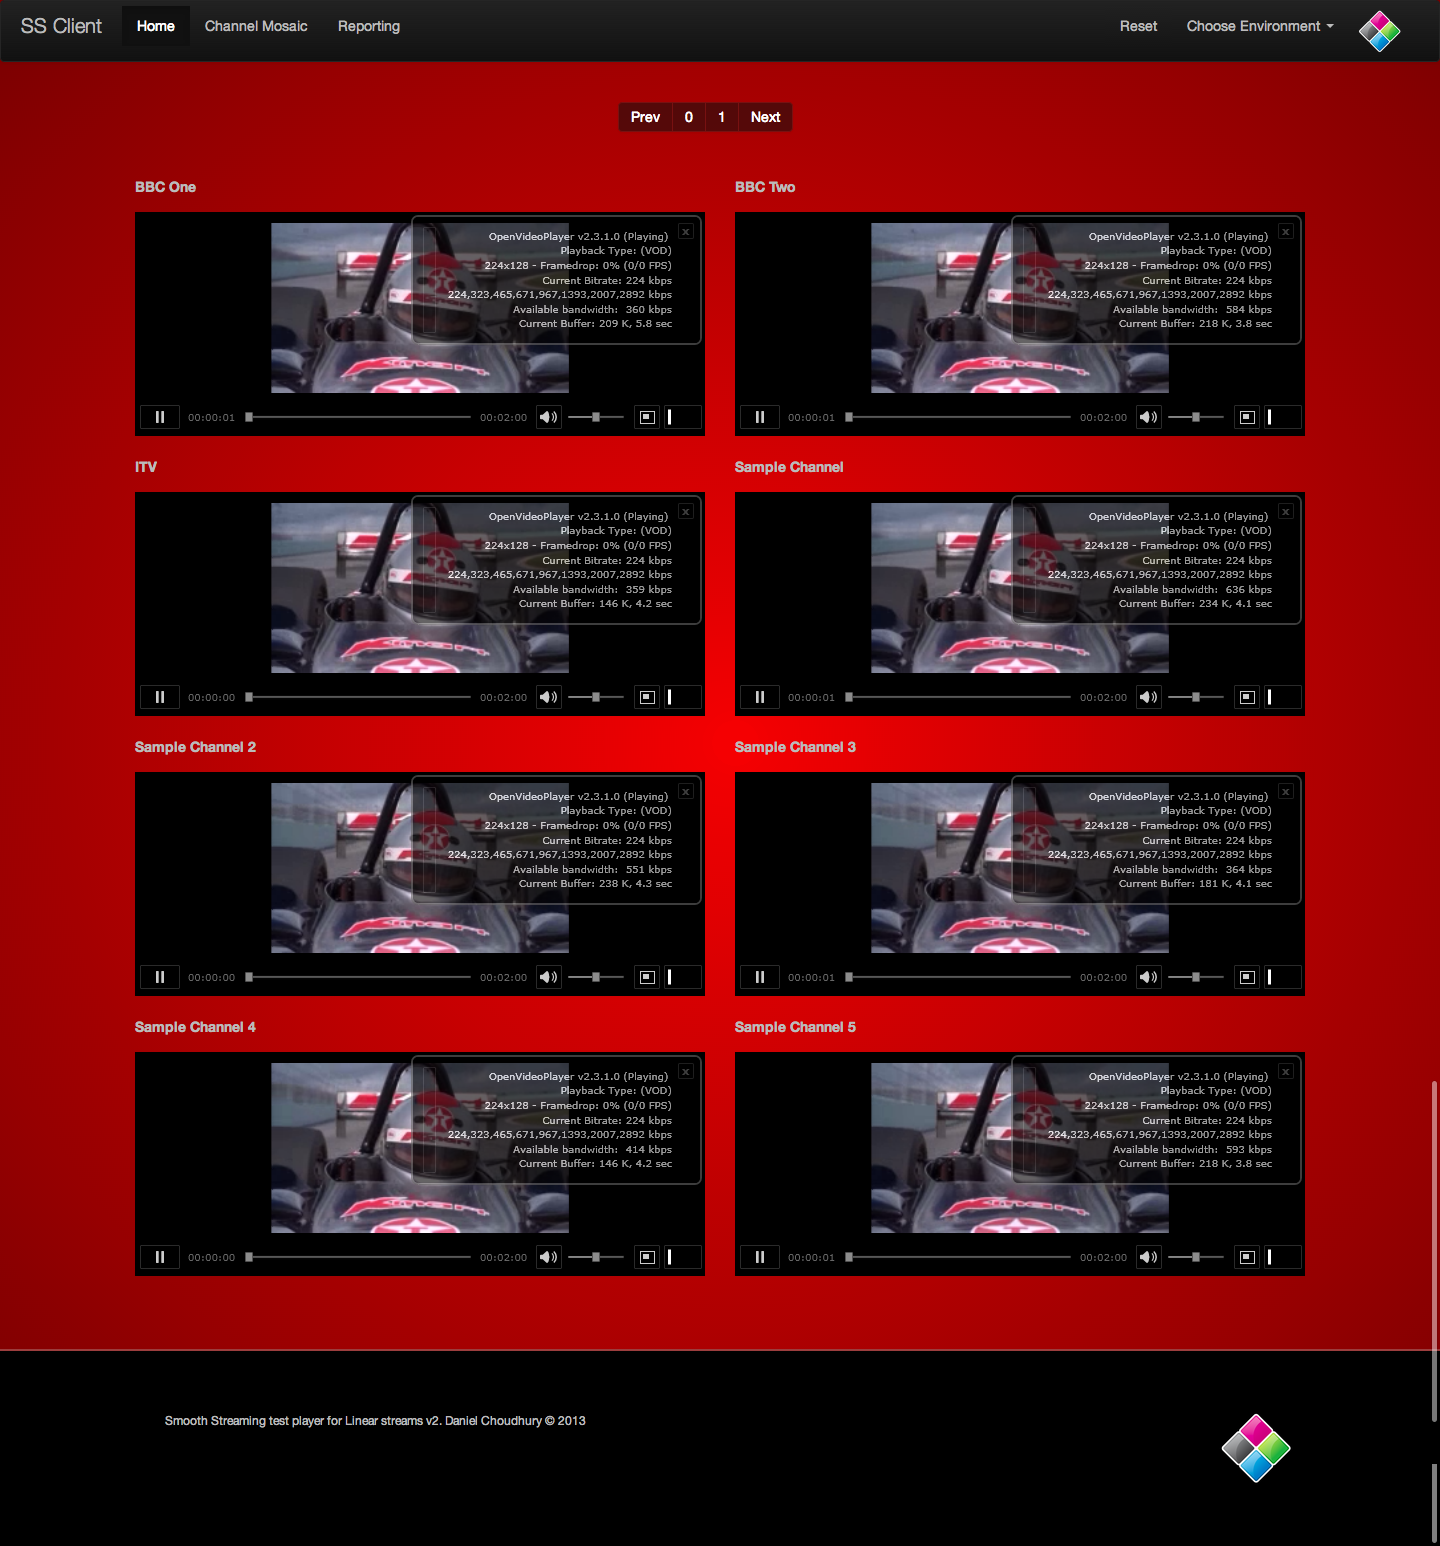 SS Client Home Channel Mosaic Reporting Reset Choose Environment
Prev 0 1 Next
BBC One
OpenVideoPlayer v2.3.1.0 (Playing) x
Playback Type: (VOD)
224x128 - Framedrop: 0% (0/0 FPS)
Current Bitrate: 224 kbps
224,323,465,671,967,1393,2007,2892 kbps
Available bandwidth: 360 kbps
Current Buffer: 209 K, 5.8 sec
00:00:01 00:02:00
BBC Two
OpenVideoPlayer v2.3.1.0 (Playing) x
Playback Type: (VOD)
224x128 - Framedrop: 0% (0/0 FPS)
Current Bitrate: 224 kbps
224,323,465,671,967,1393,2007,2892 kbps
Available bandwidth: 584 kbps
Current Buffer: 218 K, 3.8 sec
00:00:01 00:02:00
ITV
OpenVideoPlayer v2.3.1.0 (Playing) x
Playback Type: (VOD)
224x128 - Framedrop: 0% (0/0 FPS)
Current Bitrate: 224 kbps
224,323,465,671,967,1393,2007,2892 kbps
Available bandwidth: 359 kbps
Current Buffer: 146 K, 4.2 sec
00:00:00 00:02:00
Sample Channel
OpenVideoPlayer v2.3.1.0 (Playing) x
Playback Type: (VOD)
224x128 - Framedrop: 0% (0/0 FPS)
Current Bitrate: 224 kbps
224,323,465,671,967,1393,2007,2892 kbps
Available bandwidth: 636 kbps
Current Buffer: 234 K, 4.1 sec
00:00:01 00:02:00
Sample Channel 2
OpenVideoPlayer v2.3.1.0 (Playing) x
Playback Type: (VOD)
224x128 - Framedrop: 0% (0/0 FPS)
Current Bitrate: 224 kbps
224,323,465,671,967,1393,2007,2892 kbps
Available bandwidth: 551 kbps
Current Buffer: 238 K, 4.3 sec
00:00:00 00:02:00
Sample Channel 3
OpenVideoPlayer v2.3.1.0 (Playing) x
Playback Type: (VOD)
224x128 - Framedrop: 0% (0/0 FPS)
Current Bitrate: 224 kbps
224,323,465,671,967,1393,2007,2892 kbps
Available bandwidth: 364 kbps
Current Buffer: 181 K, 4.1 sec
00:00:01 00:02:00
Sample Channel 4
OpenVideoPlayer v2.3.1.0 (Playing) x
Playback Type: (VOD)
224x128 - Framedrop: 0% (0/0 FPS)
Current Bitrate: 224 kbps
224,323,465,671,967,1393,2007,2892 kbps
Available bandwidth: 414 kbps
Current Buffer: 146 K, 4.2 sec
00:00:00 00:02:00
Sample Channel 5
OpenVideoPlayer v2.3.1.0 (Playing) x
Playback Type: (VOD)
224x128 - Framedrop: 0% (0/0 FPS)
Current Bitrate: 224 kbps
224,323,465,671,967,1393,2007,2892 kbps
Available bandwidth: 593 kbps
Current Buffer: 218 K, 3.8 sec
00:00:01 00:02:00
Smooth Streaming test player for Linear streams v2. Daniel Choudhury © 2013